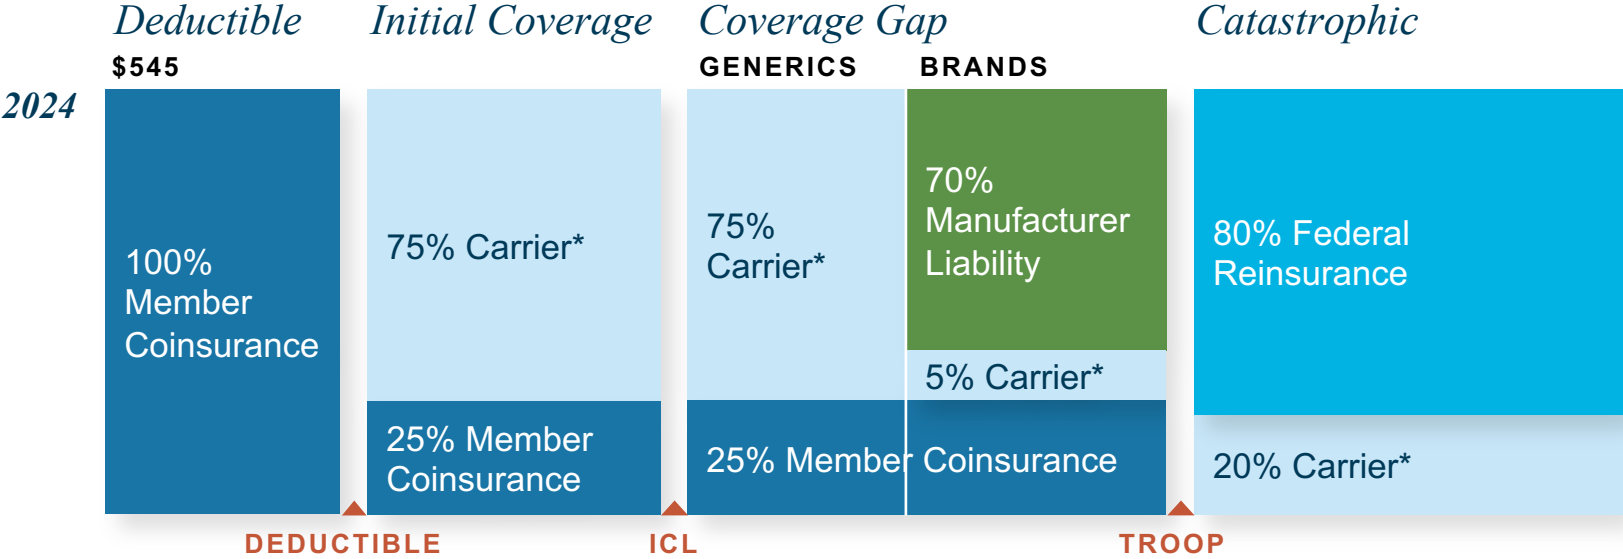 Deductible
$545
Initial Coverage
Coverage Gap
GENERICS
BRANDS
Catastrophic
2024
100%
Member
Coinsurance
75% Carrier*
25% Member
Coinsurance
75%
Carrier*
70%
Manufacturer
Liability
5% Carrier*
25% Member Coinsurance
80% Federal
Reinsurance
20% Carrier*
DEDUCTIBLE
ICL
TROOP